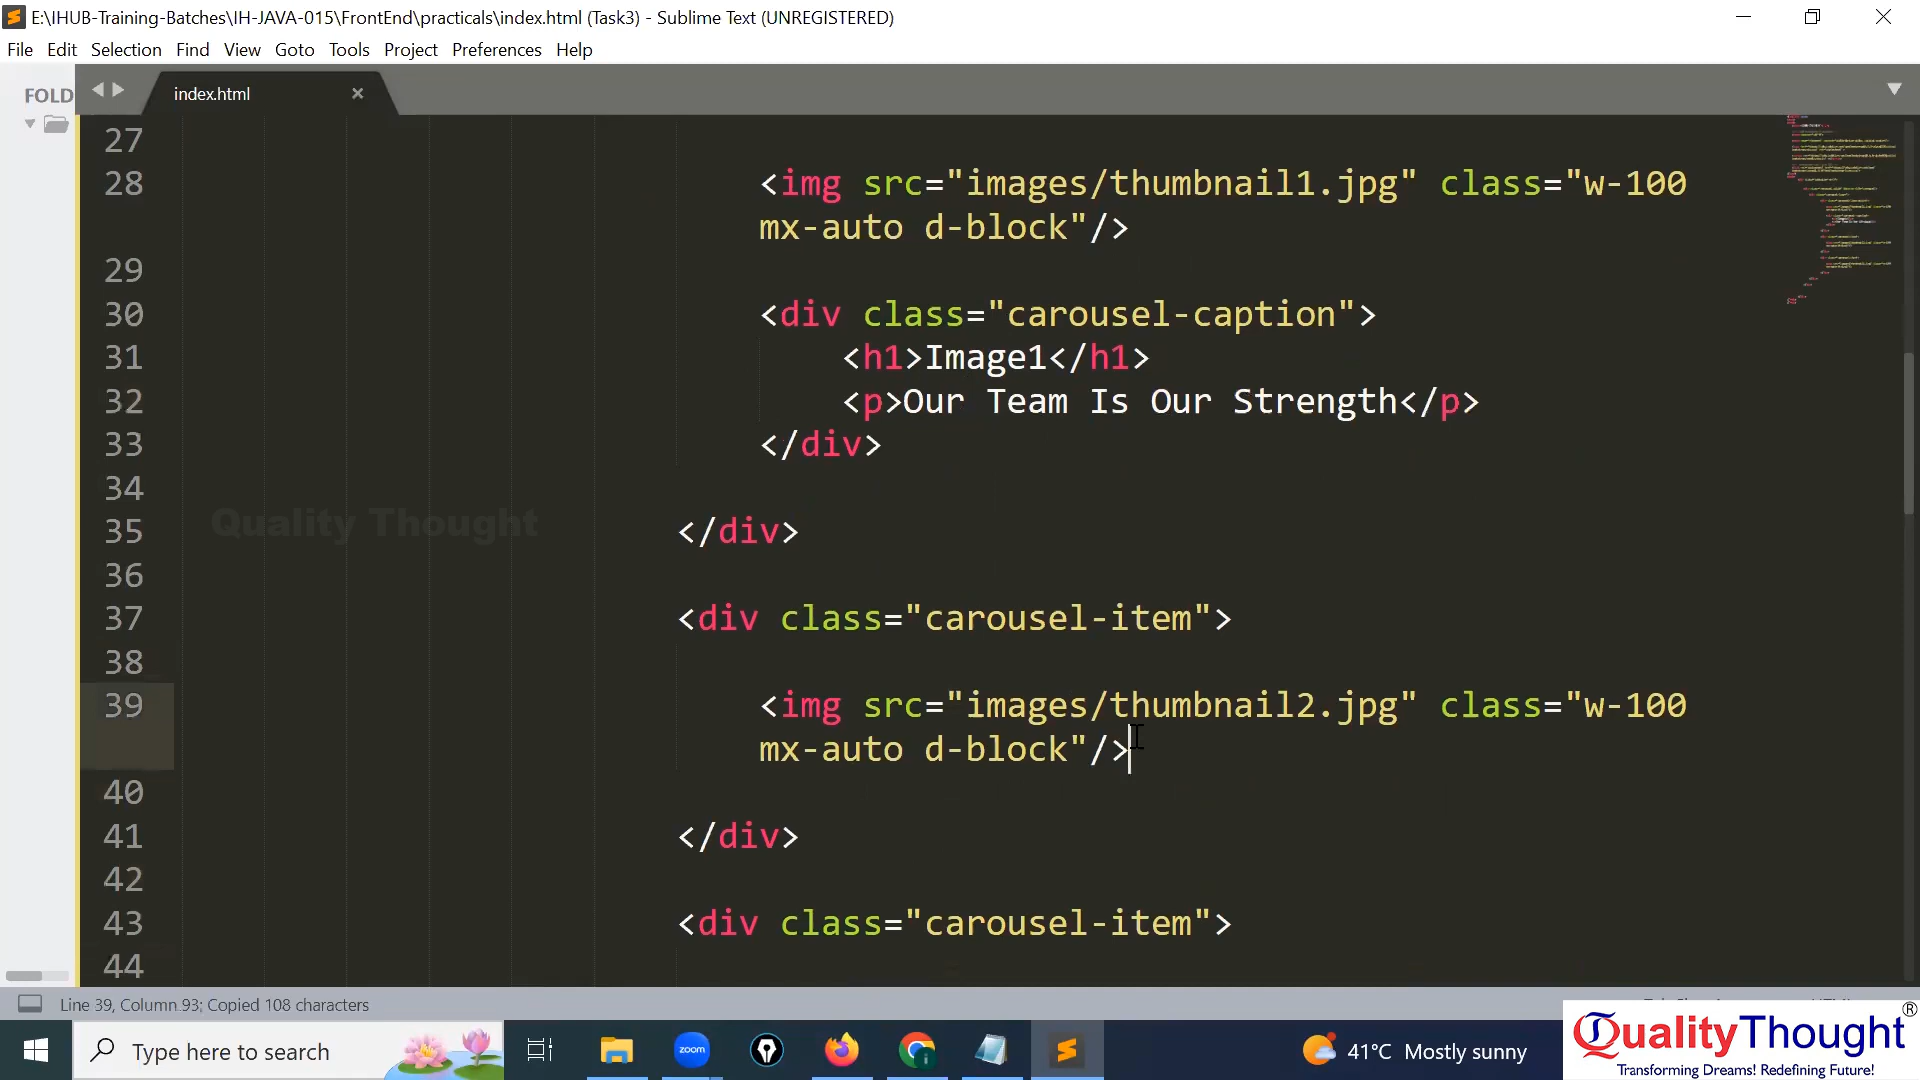 E:\IHUB-Training-Batches\IH-JAVA-015\FrontEnd\practicals\index.html (Task3) - Sublime Text (UNREGISTERED)
File Edit Selection Find View Goto Tools Project Preferences Help
FOLD
index.html
27
28 <img src="images/thumbnail1.jpg" class="w-100
mx-auto d-block"/>
29
30 <div class="carousel-caption">
31 <h1>Image1</h1>
32 <p>Our Team Is Our Strength</p>
33 </div>
34
Quality Thought
35 </div>
36
37 <div class="carousel-item">
38
39 <img src="images/thumbnail2.jpg" class="w-100
mx-auto d-block"/>
40
41 </div>
42
43 <div class="carousel-item">
44
Line 39, Column 93; Copied 108 characters
Type here to search
zoom
41°C Mostly sunny
QualityThought®
Transforming Dreams! Redefining Future!